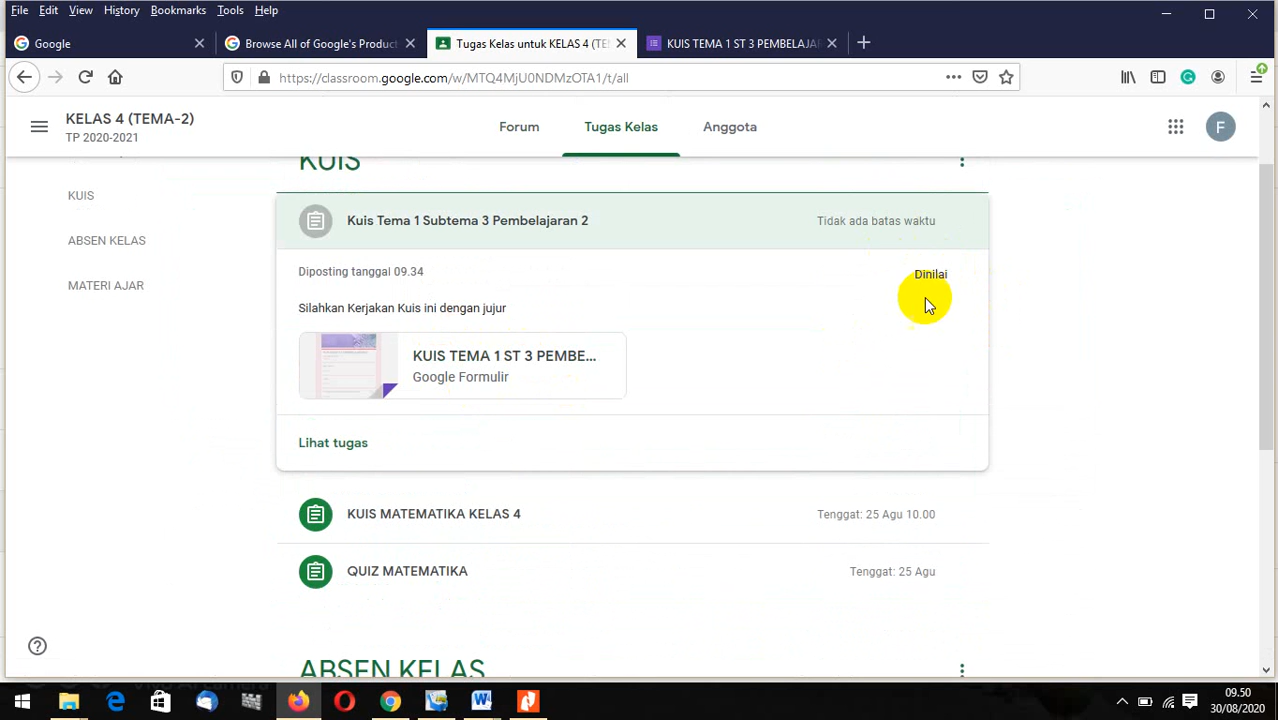 File Edit View History Bookmarks Tools Help
Google
Browse All of Google's Product
Tugas Kelas untuk KELAS 4 (TE
KUIS TEMA 1 ST 3 PEMBELAJA
https://classroom.google.com/w/MTQ4MjU0NDMzOTA1/t/all
KELAS 4 (TEMA-2)
TP 2020-2021
Forum
Tugas Kelas
Anggota
F
KUIS
ABSEN KELAS
MATERI AJAR
KUIS
Kuis Tema 1 Subtema 3 Pembelajaran 2
Tidak ada batas waktu
Diposting tanggal 09.34
Dinilai
Silahkan Kerjakan Kuis ini dengan jujur
KUIS TEMA 1 ST 3 PEMBE...
Google Formulir
Lihat tugas
KUIS MATEMATIKA KELAS 4
Tenggat: 25 Agu 10.00
QUIZ MATEMATIKA
Tenggat: 25 Agu
ABSEN KELAS
09.50
30/08/2020